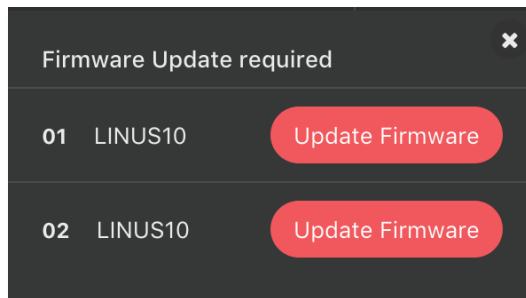 Firmware Update required
01 LINUS10 Update Firmware
02 LINUS10 Update Firmware